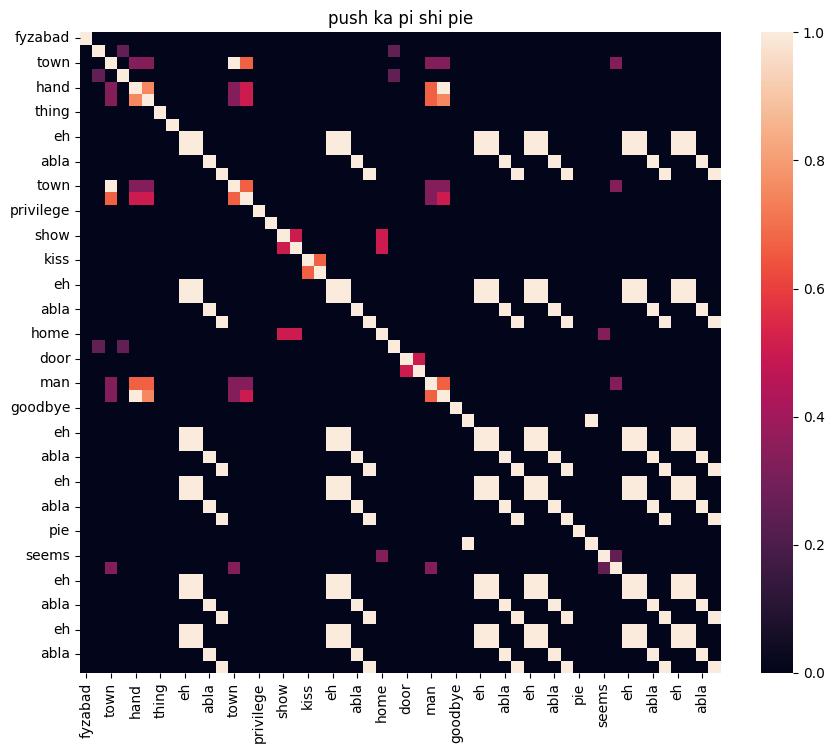 push ka pi shi pie
fyzabad
town
hand
thing
eh
abla
town
privilege
show
kiss
eh
abla
home
door
man
goodbye
eh
abla
eh
abla
pie
seems
eh
abla
eh
abla
1.0
0.8
0.6
0.4
0.2
0.0
fyzabad
town
hand
thing
eh
abla
town
privilege
show
kiss
eh
abla
home
door
man
goodbye
eh
abla
eh
abla
pie
seems
eh
abla
eh
abla